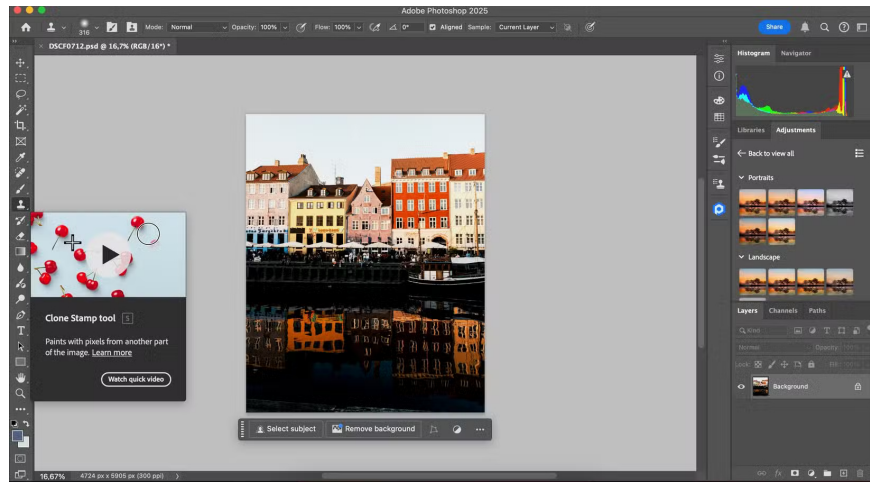 Adobe Photoshop 2025
316
Mode: Normal
Opacity: 100%
Flow: 100%
0°
Aligned
Sample: Current Layer
Share
DSCF0712.psd @ 16,7% (RGB/16*) *
Histogram
Navigator
Libraries
Adjustments
Back to view all
Portraits
Landscape
Clone Stamp tool
S
Paints with pixels from another part
of the image. Learn more
Watch quick video
Layers
Channels
Paths
Kind
Normal
Opacity:
Lock:
Fill:
Background
Select subject
Remove background
16,67%
4724 px x 5905 px (300 ppi)
fx